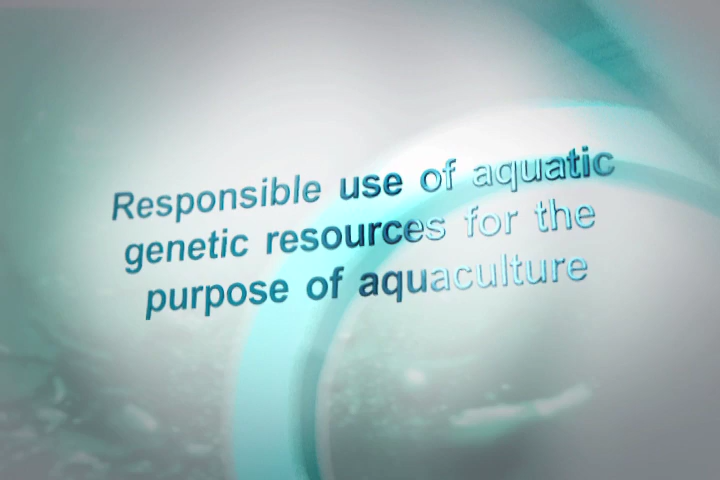 Responsible use of aquatic
genetic resources for the
purpose of aquaculture